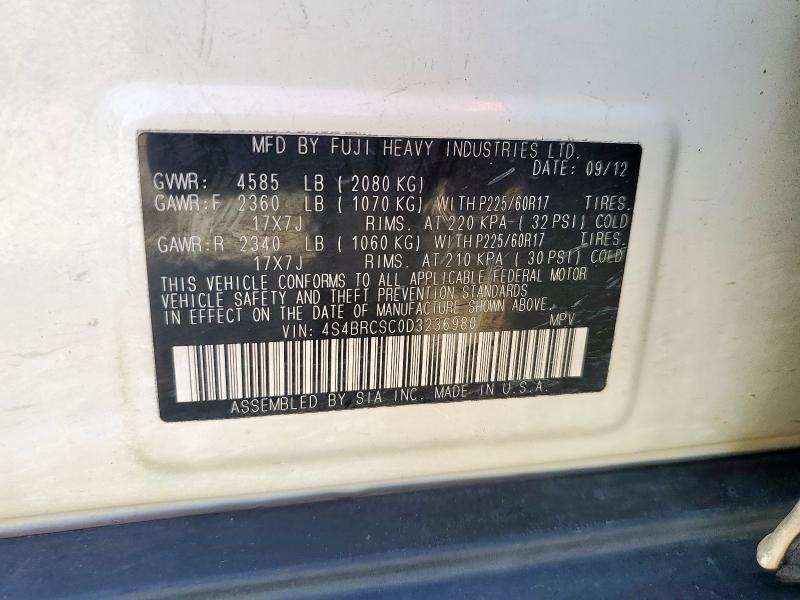 MFD BY FUJI HEAVY INDUSTRIES LTD.
DATE: 09/12
GVWR: 4585 LB (2080 KG)
GAWR:F 2360 LB (1070 KG) WITH P225/60R17 TIRES.
17X7J RIMS. AT 220 KPA (32 PSI) COLD
GAWR:R 2340 LB (1060 KG) WITH P225/60R17 TIRES.
17X7J RIMS. AT 210 KPA (30 PSI) COLD
THIS VEHICLE CONFORMS TO ALL APPLICABLE FEDERAL MOTOR
VEHICLE SAFETY AND THEFT PREVENTION STANDARDS
IN EFFECT ON THE DATE OF MANUFACTURE SHOWN ABOVE.
VIN: 4S4BRCSC0D3236980 MPV
ASSEMBLED BY SIA INC. MADE IN U.S.A.